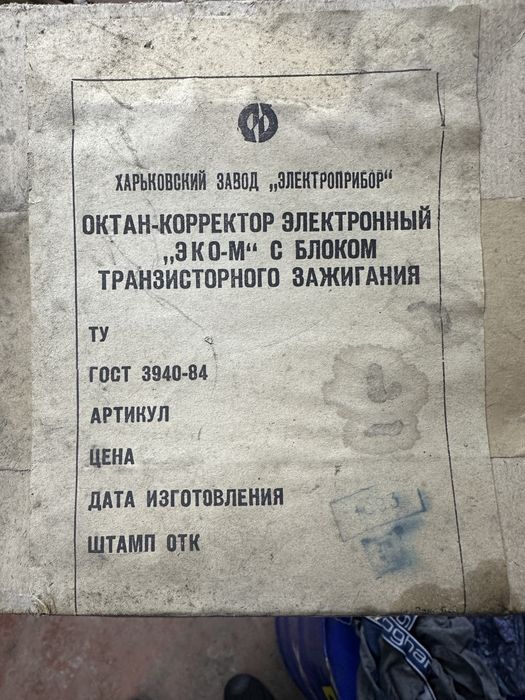 ХАРЬКОВСКИЙ ЗАВОД „ЭЛЕКТРОПРИБОР“
ОКТАН-КОРРЕКТОР ЭЛЕКТРОННЫЙ
„ЭКО-М“ С БЛОКОМ
ТРАНЗИСТОРНОГО ЗАЖИГАНИЯ
ТУ
ГОСТ 3940-84
АРТИКУЛ
ЦЕНА
ДАТА ИЗГОТОВЛЕНИЯ
ШТАМП ОТК